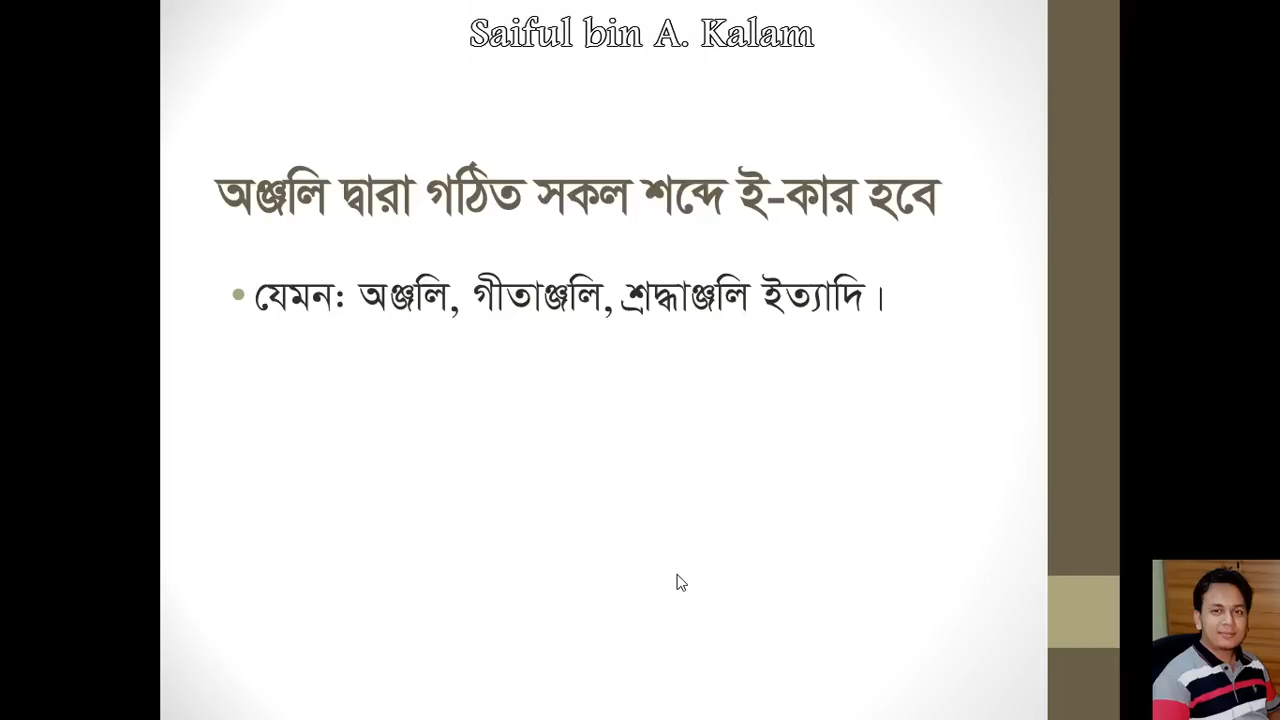 Saiful bin A. Kalam
অঞ্জলি দ্বারা গঠিত সকল শব্দে ই-কার হবে
• যেমন: অঞ্জলি, গীতাঞ্জলি, শ্রদ্ধাঞ্জলি ইত্যাদি।